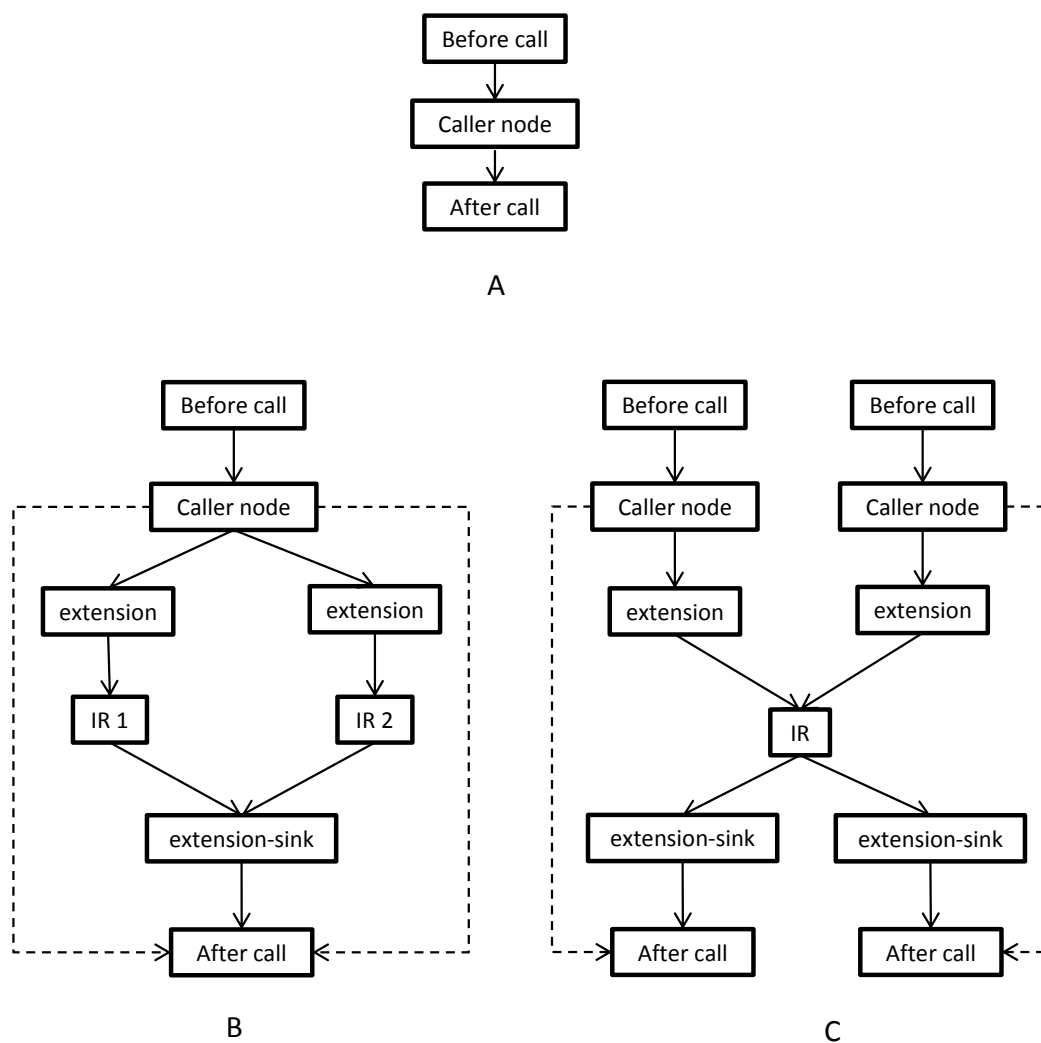 Before call
Caller node
After call
A
Before call
Caller node
extension
extension
IR 1
IR 2
extension-sink
After call
B
Before call
Before call
Caller node
Caller node
extension
extension
IR
extension-sink
extension-sink
After call
After call
C